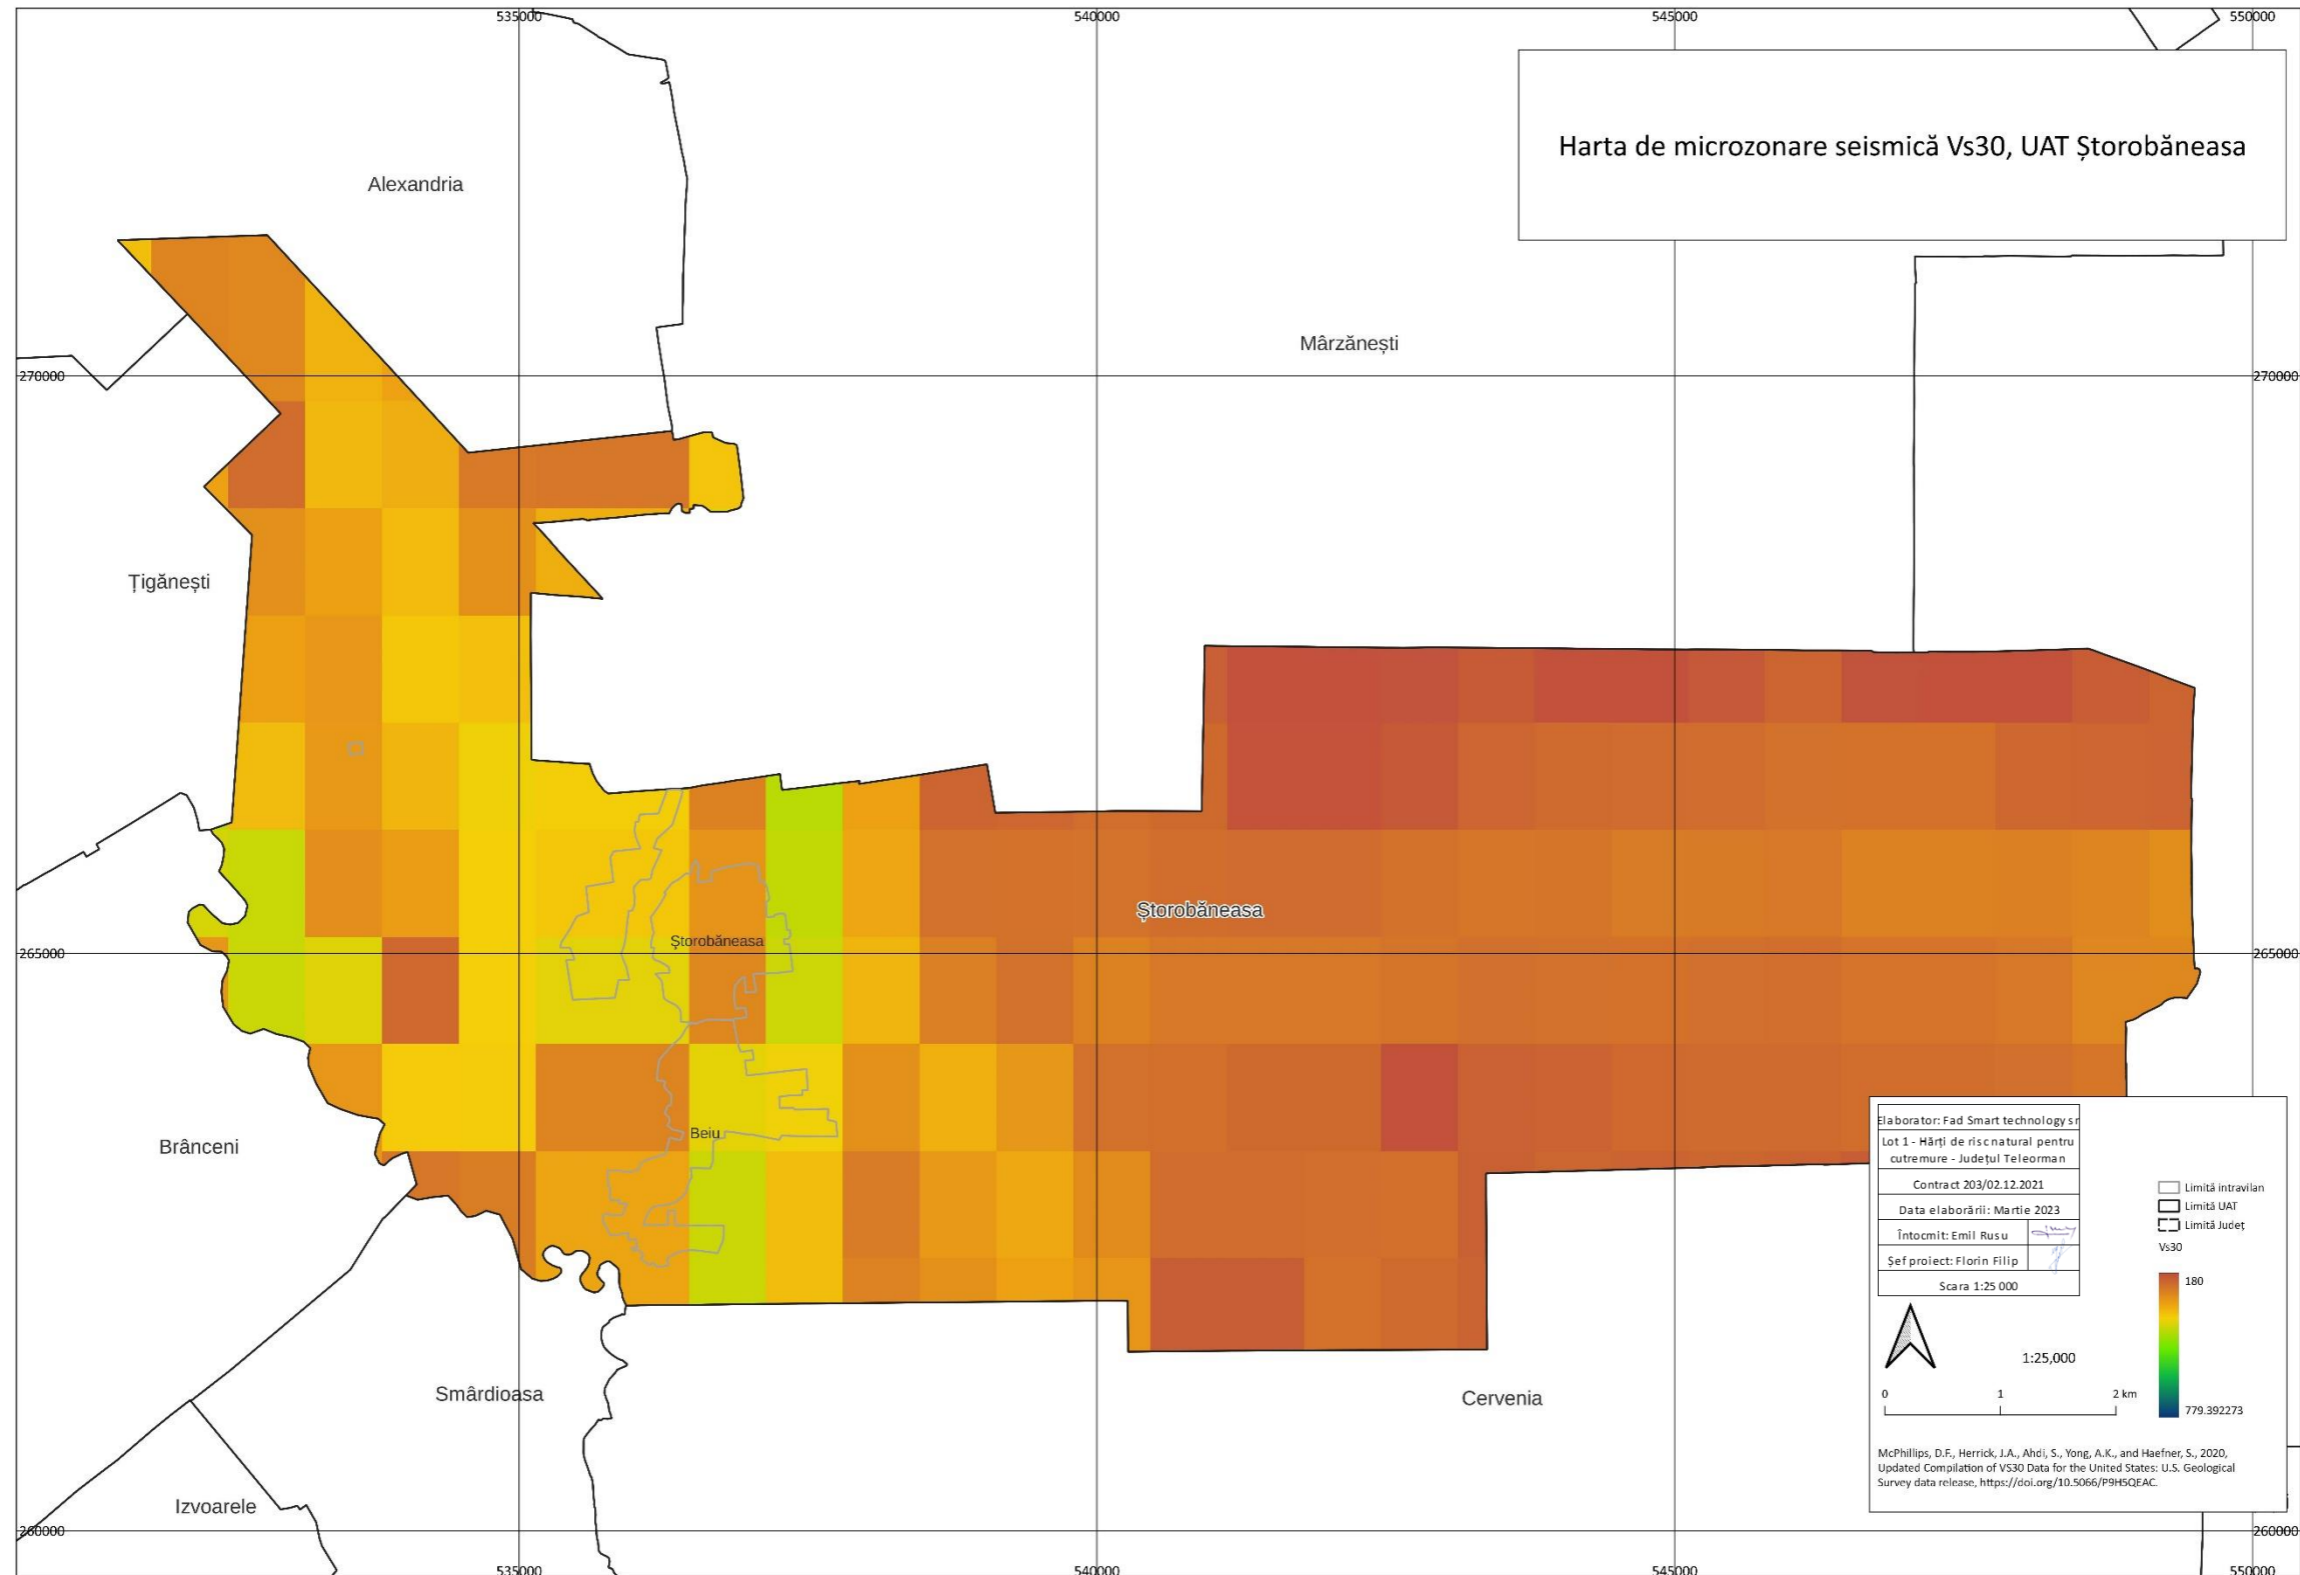 535000
540000
545000
550000
Harta de microzonare seismică Vs30, UAT Ștorobăneasa
Alexandria
Mârzănești
270000
270000
Țigănești
Ștorobăneasa
Ștorobăneasa
265000
265000
Beiu
Brânceni
Smârdioasa
Cervenia
Izvoarele
Elaborator: Fad Smart technology sr
Lot 1 - Hărți de risc natural pentru
cutremure - Județul Teleorman
Contract 203/02.12.2021
Data elaborării: Martie 2023
Întocmit: Emil Rusu
Șef proiect: Florin Filip
Scara 1:25 000
Limită intravilan
Limită UAT
Limită Județ
Vs30
180
779.392273
1:25,000
0
1
2 km
McPhillips, D.F., Herrick, J.A., Ahdi, S., Yong, A.K., and Haefner, S., 2020,
Updated Compilation of VS30 Data for the United States: U.S. Geological
Survey data release, https://doi.org/10.5066/P9H5QEAC.
260000
260000
535000
540000
545000
550000